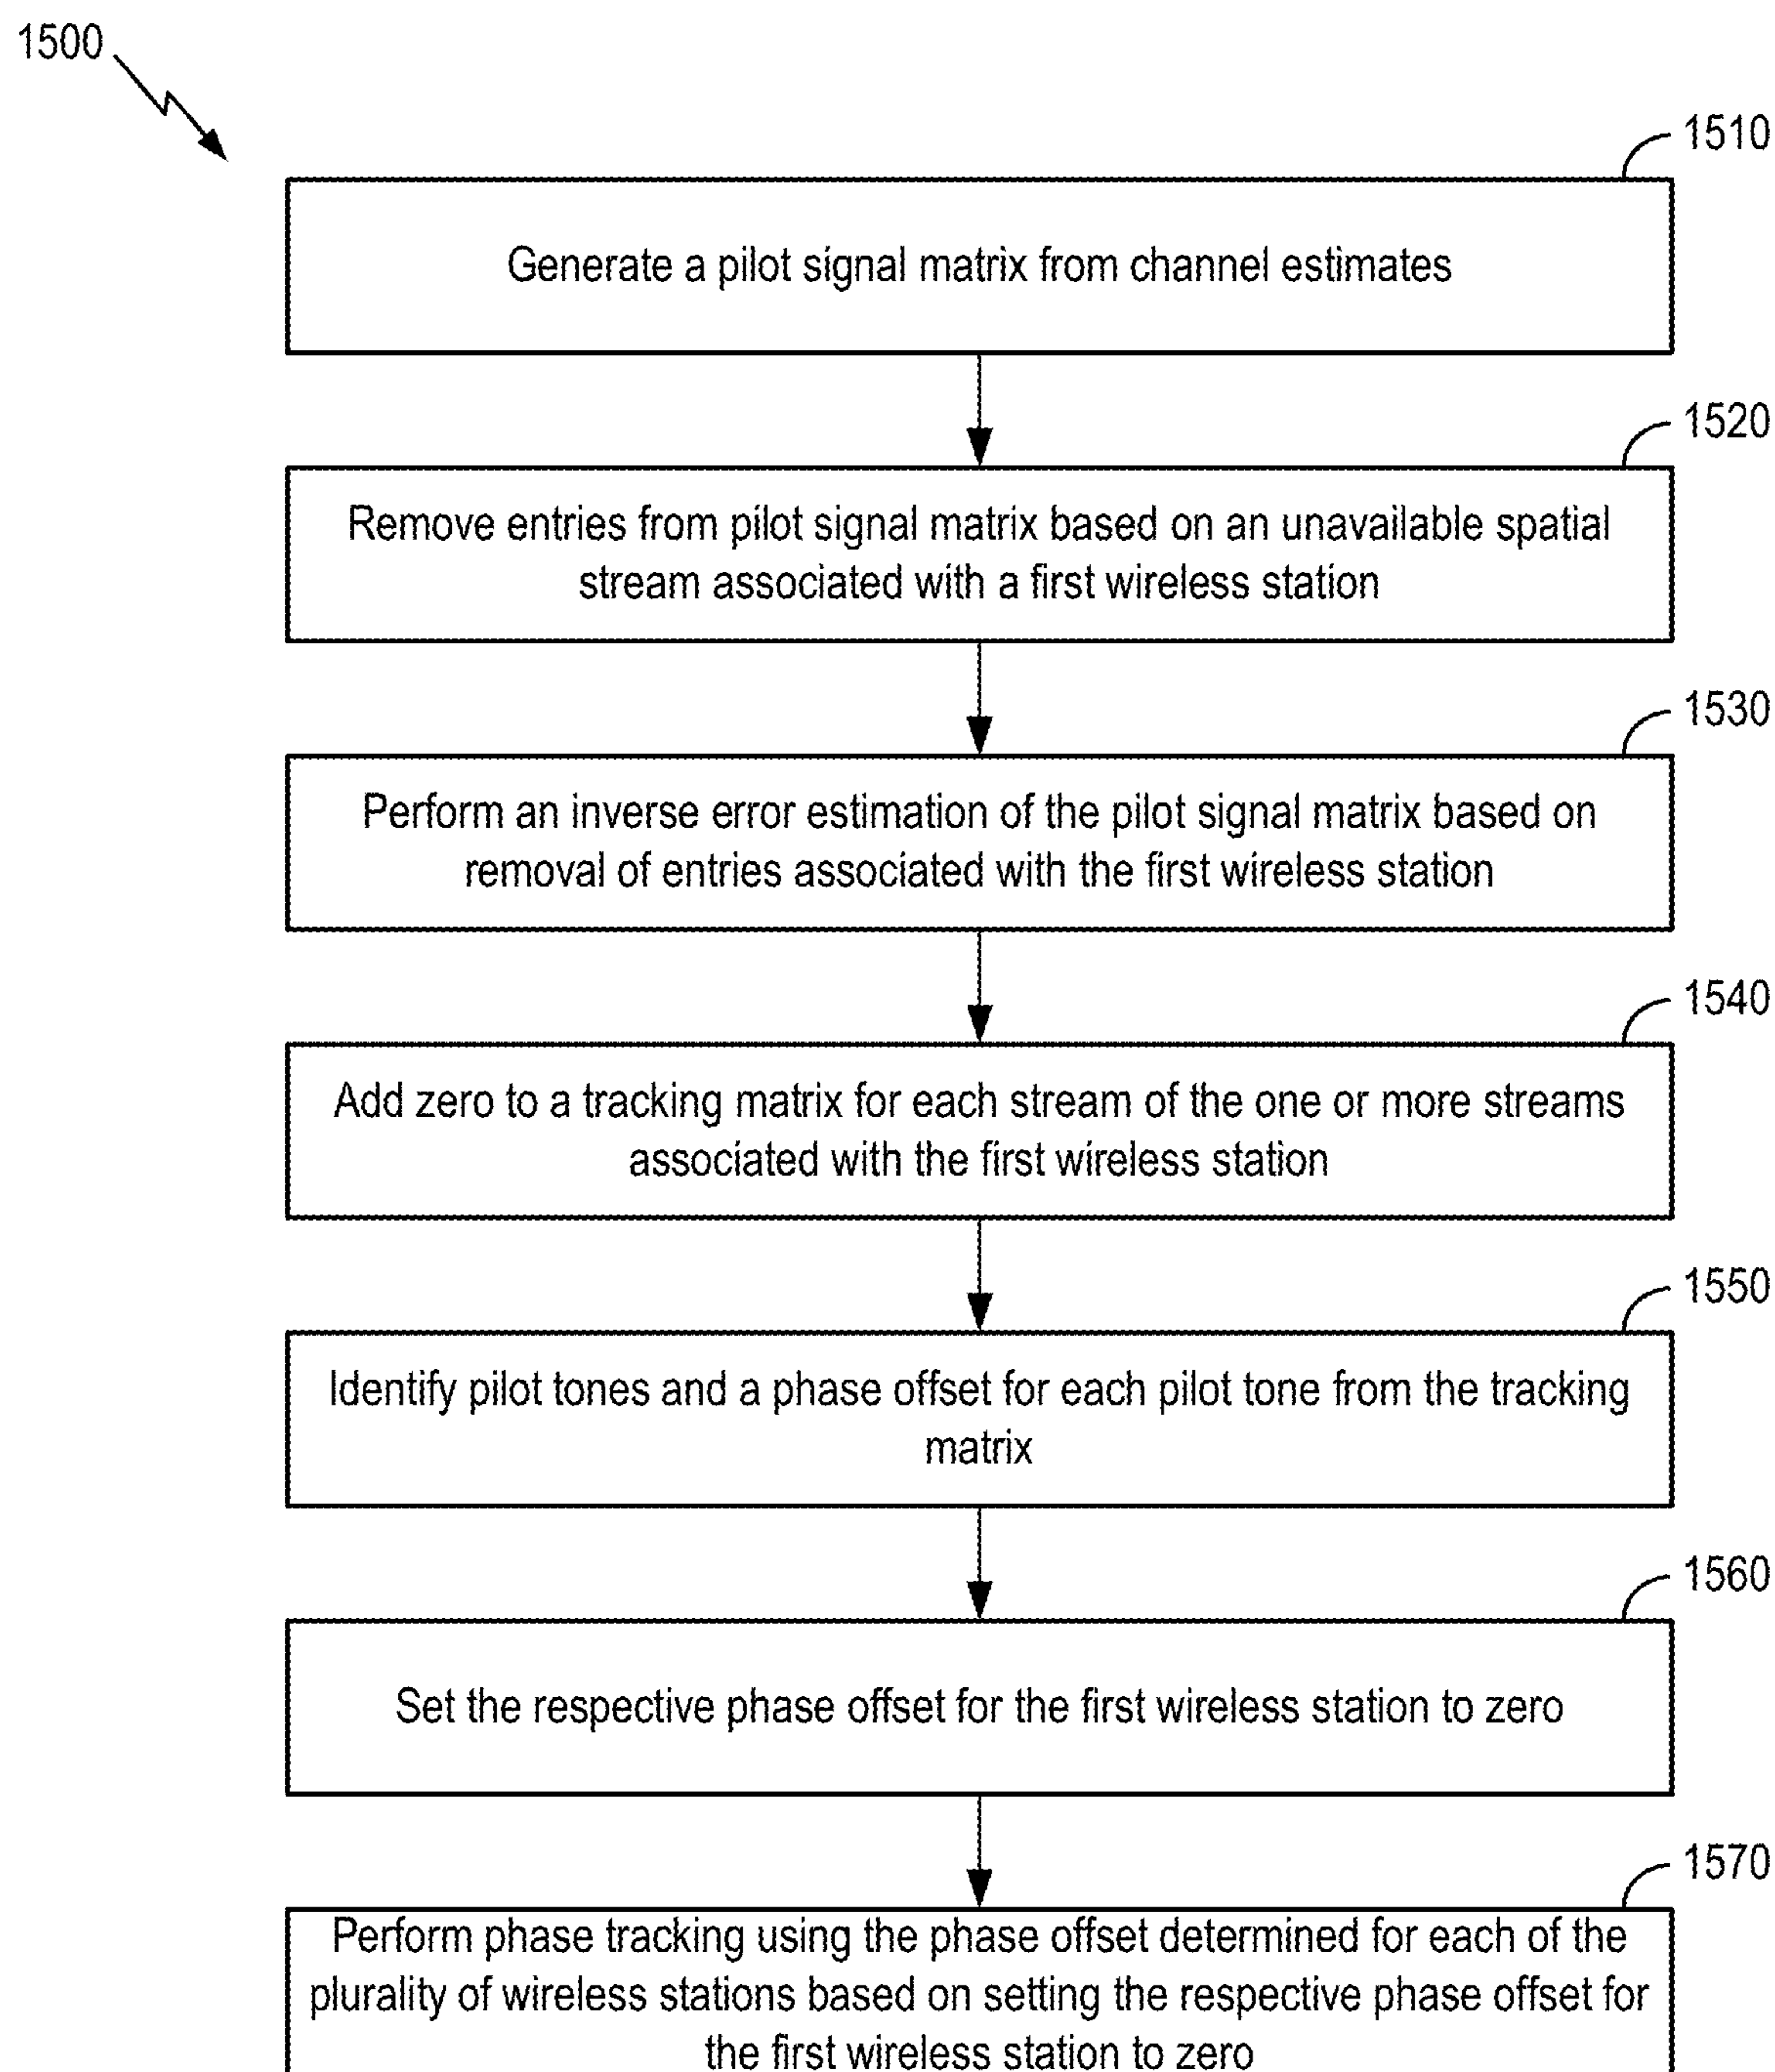 1500
1510
Generate a pilot signal matrix from channel estimates
1520
Remove entries from pilot signal matrix based on an unavailable spatial
stream associated with a first wireless station
1530
Perform an inverse error estimation of the pilot signal matrix based on
removal of entries associated with the first wireless station
1540
Add zero to a tracking matrix for each stream of the one or more streams
associated with the first wireless station
1550
Identify pilot tones and a phase offset for each pilot tone from the tracking
matrix
1560
Set the respective phase offset for the first wireless station to zero
1570
Perform phase tracking using the phase offset determined for each of the
plurality of wireless stations based on setting the respective phase offset for
the first wireless station to zero